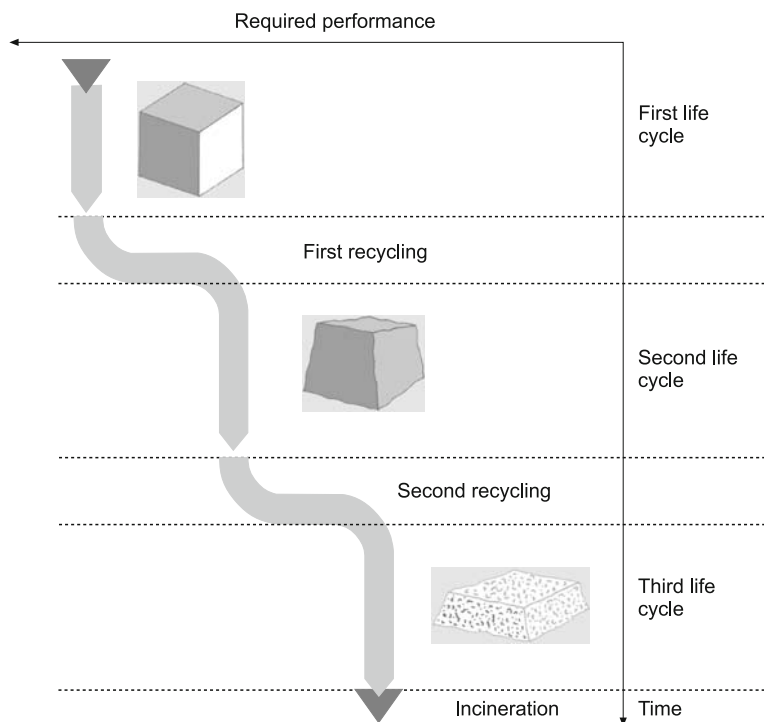 Required performance
First life
cycle
First recycling
Second life
cycle
Second recycling
Third life
cycle
Incineration
Time